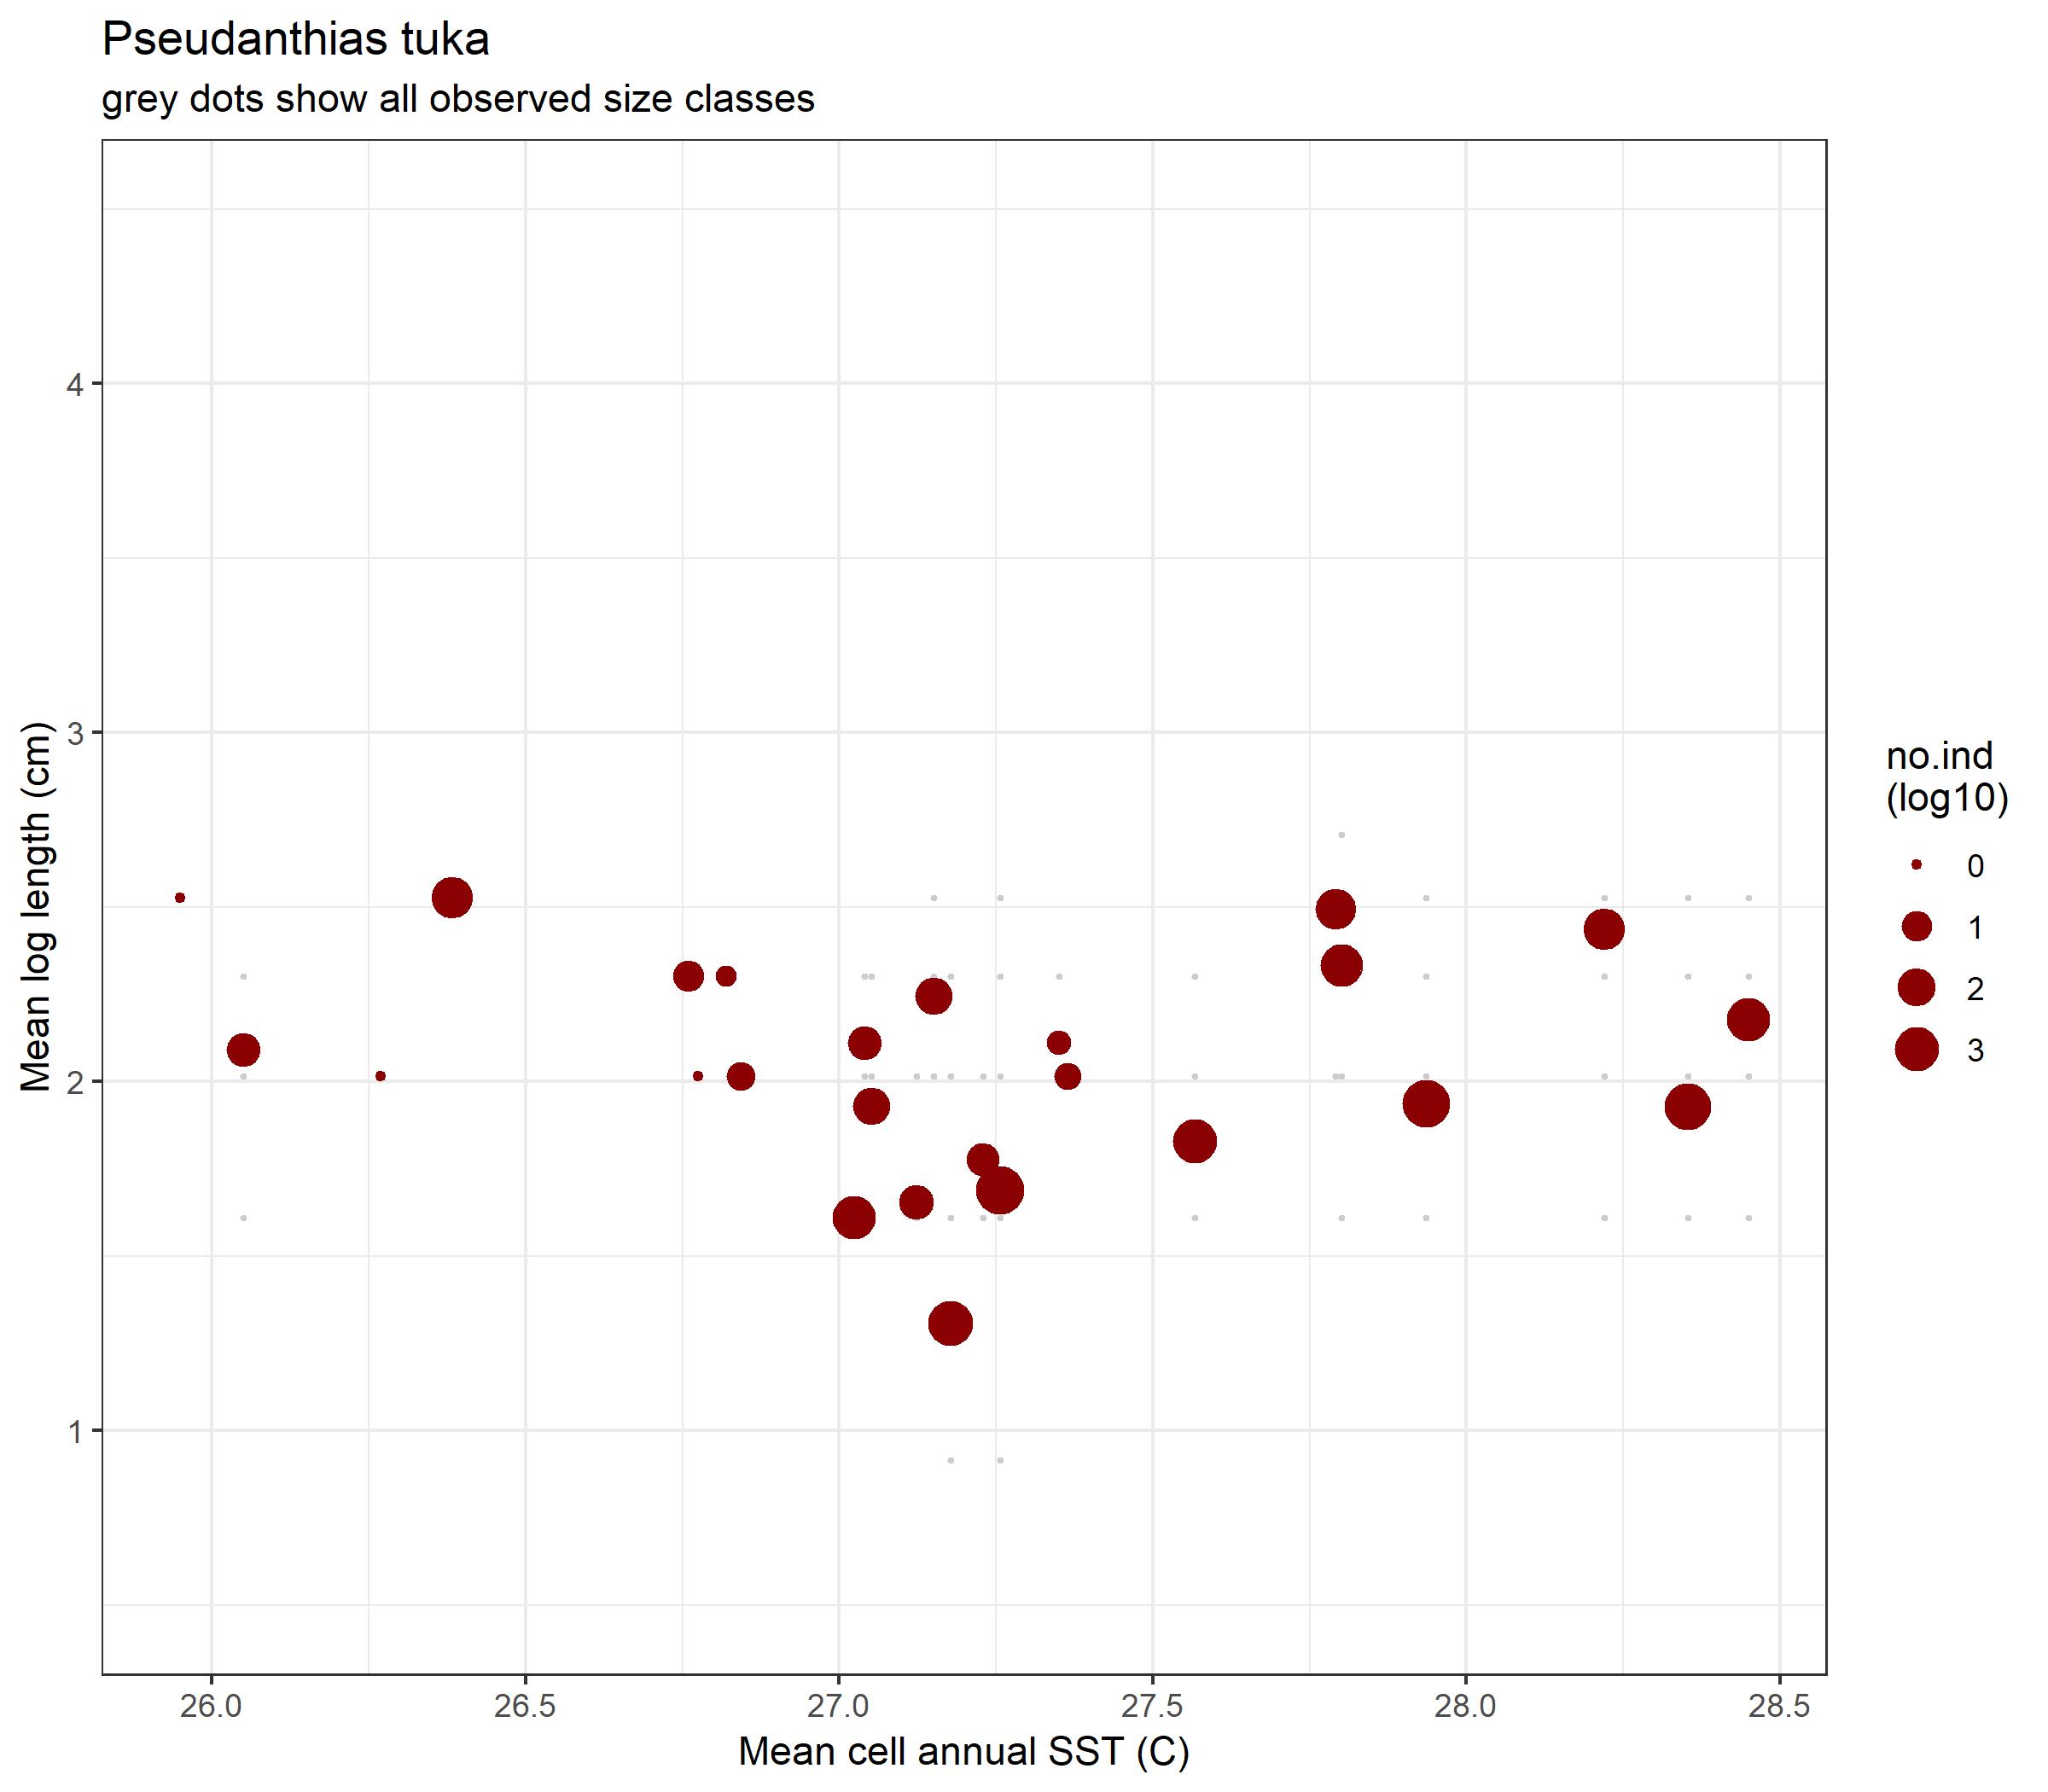 Pseudanthias tuka
grey dots show all observed size classes
Mean log length (cm)
4
3
2
1
26.0 26.5 27.0 27.5 28.0 28.5
Mean cell annual SST (C)
no.ind
(log10)
0
1
2
3